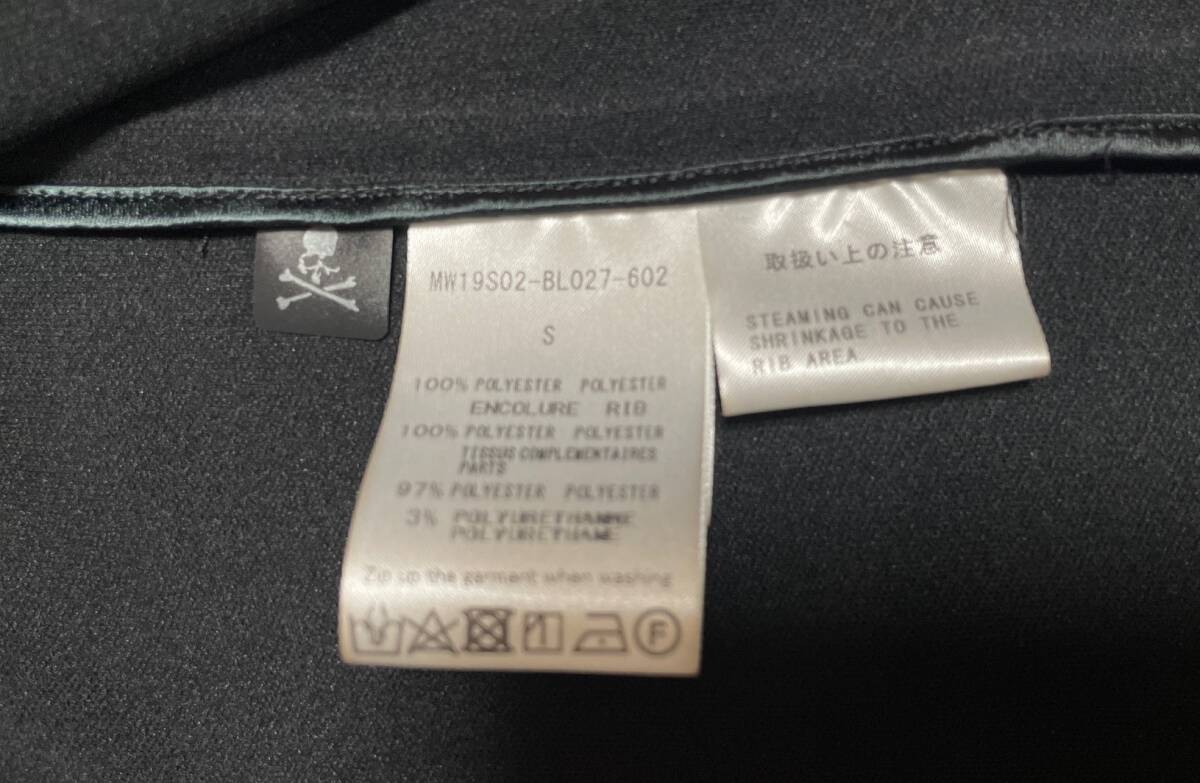 MW19S02-BL027-602
S
100% POLYESTER POLYESTER
ENCOLURE RIB
100% POLYESTER POLYESTER
TISSUS COMPLEMENTAIRES
PARTS
97% POLYESTER POLYESTER
3% POLYURETHANNE
POLYURETHANE
Zip up the garment when washing
F
取扱い上の注意
STEAMING CAN CAUSE
SHRINKAGE TO THE
RIB AREA